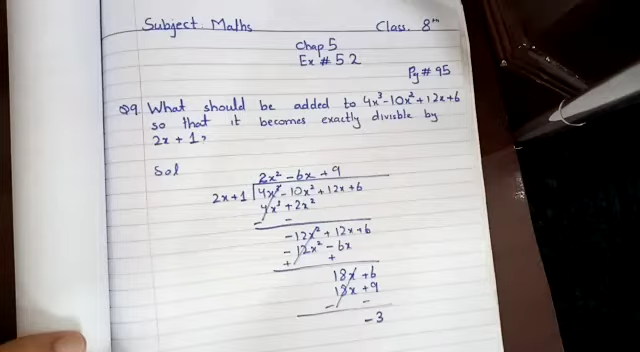 Subject: Maths Class. 8th
Chap 5
Ex # 5.2
Pg # 95
Q9. What should be added to 4x³-10x²+12x+6
so that it becomes exactly divisble by
2x+1?
Sol
2x² - 6x + 9
2x+1 4x³ - 10x² + 12x + 6
4x³ + 2x²
- -
-12x² + 12x + 6
-12x² - 6x
+ +
18x + 6
18x + 9
- -
-3